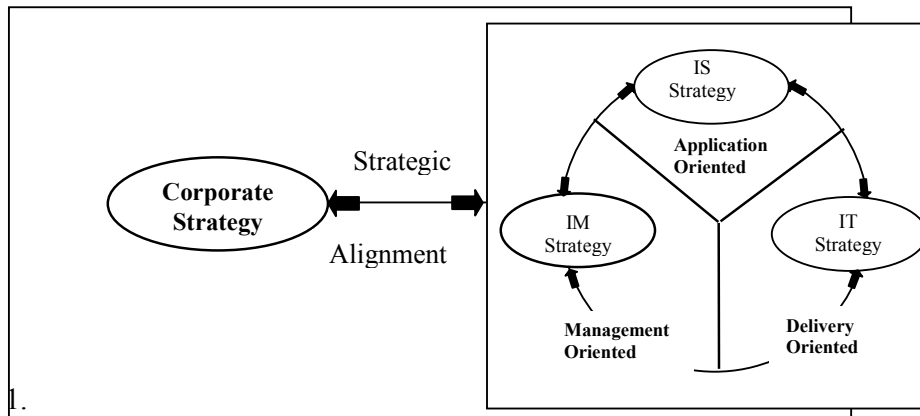 IS
Strategy
Application
Oriented
Strategic
Corporate
Strategy
Alignment
IM
Strategy
IT
Strategy
Management
Oriented
Delivery
Oriented
1.